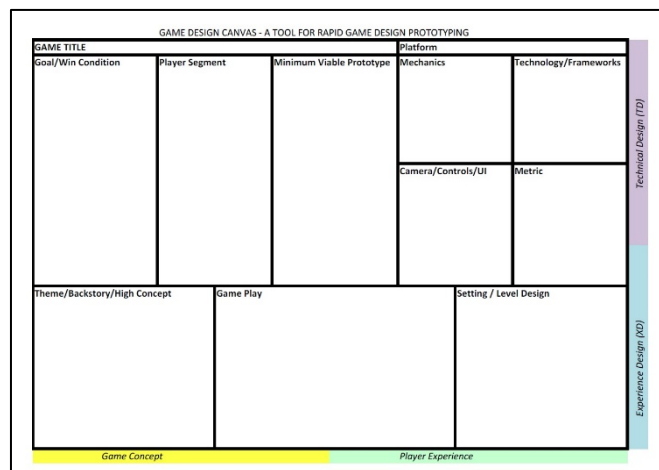 GAME DESIGN CANVAS - A TOOL FOR RAPID GAME DESIGN PROTOTYPING
GAME TITLE
Platform
Goal/Win Condition
Player Segment
Minimum Viable Prototype
Mechanics
Technology/Frameworks
Technical Design (TD)
Camera/Controls/UI
Metric
Theme/Backstory/High Concept
Game Play
Setting / Level Design
Experience Design (XD)
Game Concept
Player Experience